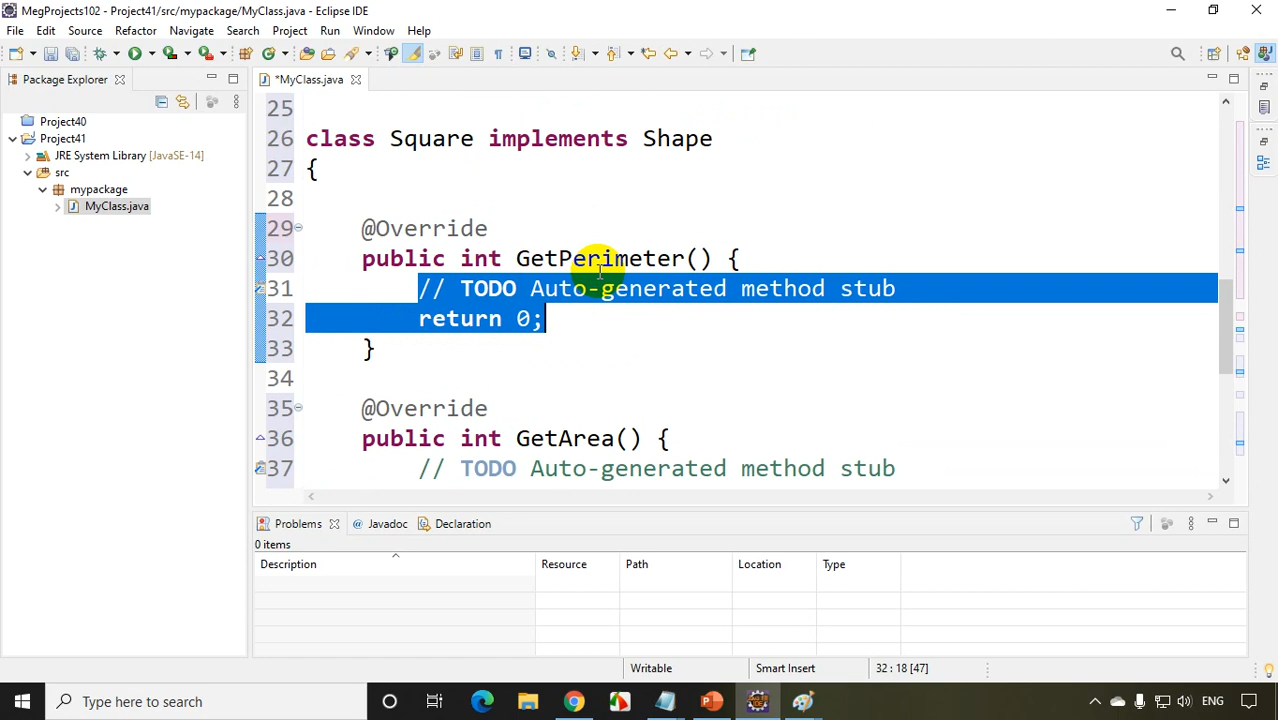 MegProjects102 - Project41/src/mypackage/MyClass.java - Eclipse IDE
File Edit Source Refactor Navigate Search Project Run Window Help
Package Explorer
*MyClass.java
Project40
Project41
JRE System Library [JavaSE-14]
src
mypackage
MyClass.java
25
26 class Square implements Shape
27 {
28
29 @Override
30 public int GetPerimeter() {
31 // TODO Auto-generated method stub
32 return 0;
33 }
34
35 @Override
36 public int GetArea() {
37 // TODO Auto-generated method stub
Problems @ Javadoc Declaration
0 items
Description Resource Path Location Type
Writable Smart Insert 32 : 18 [47]
Type here to search
ENG